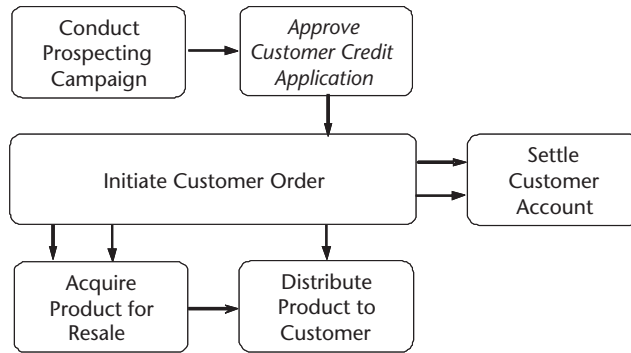 Conduct
Prospecting
Campaign
Approve
Customer Credit
Application
Initiate Customer Order
Settle
Customer
Account
Acquire
Product for
Resale
Distribute
Product to
Customer